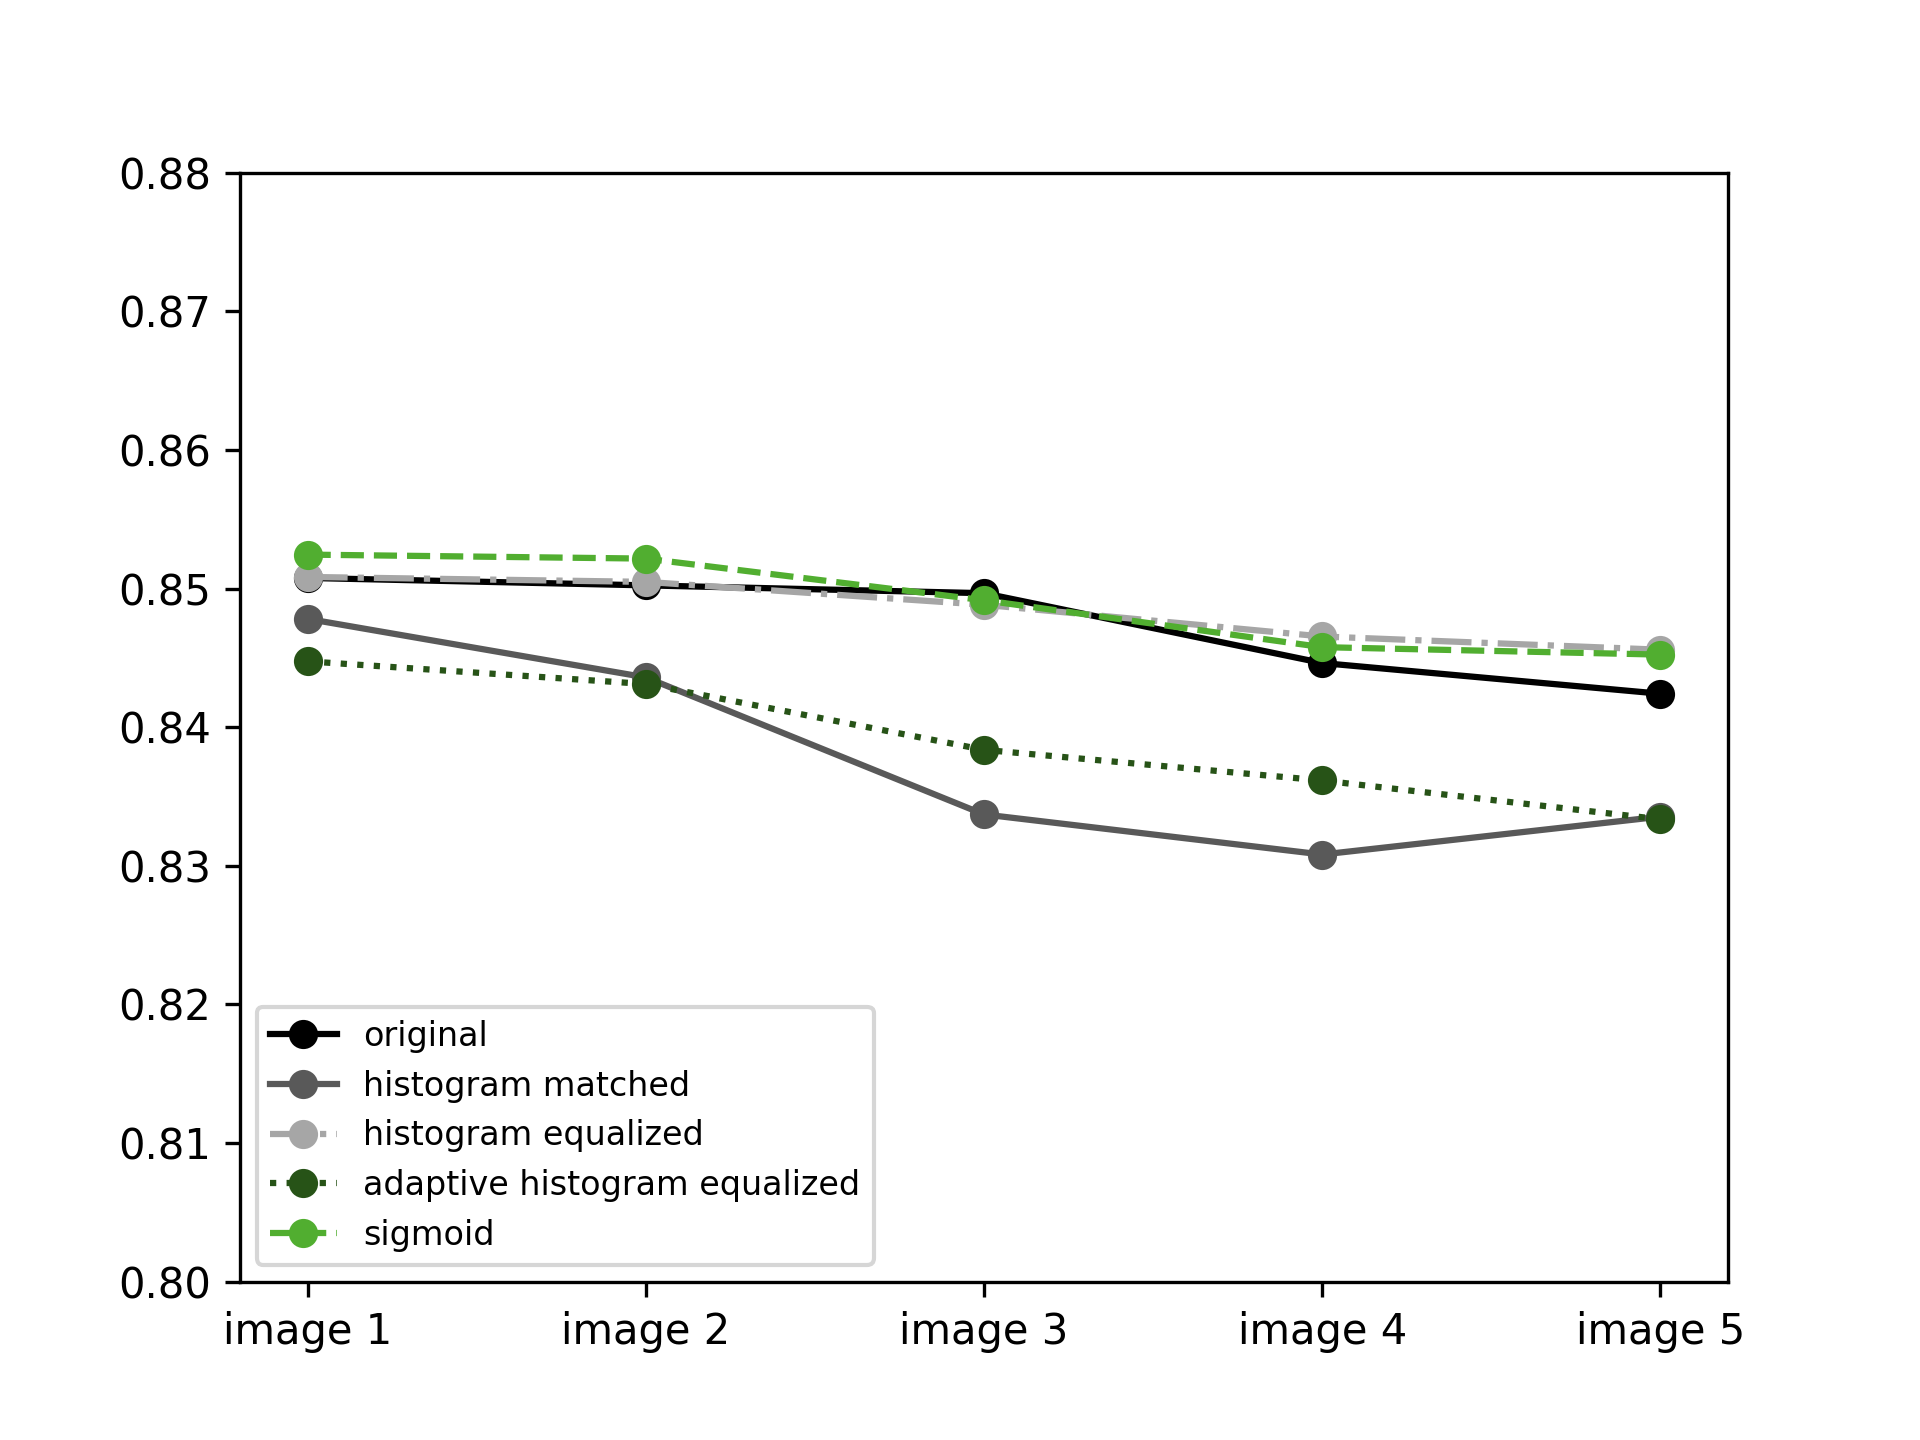 0.88
0.87
0.86
0.85
0.84
0.83
0.82
0.81
0.80
original
histogram matched
histogram equalized
adaptive histogram equalized
sigmoid
image 1 image 2 image 3 image 4 image 5